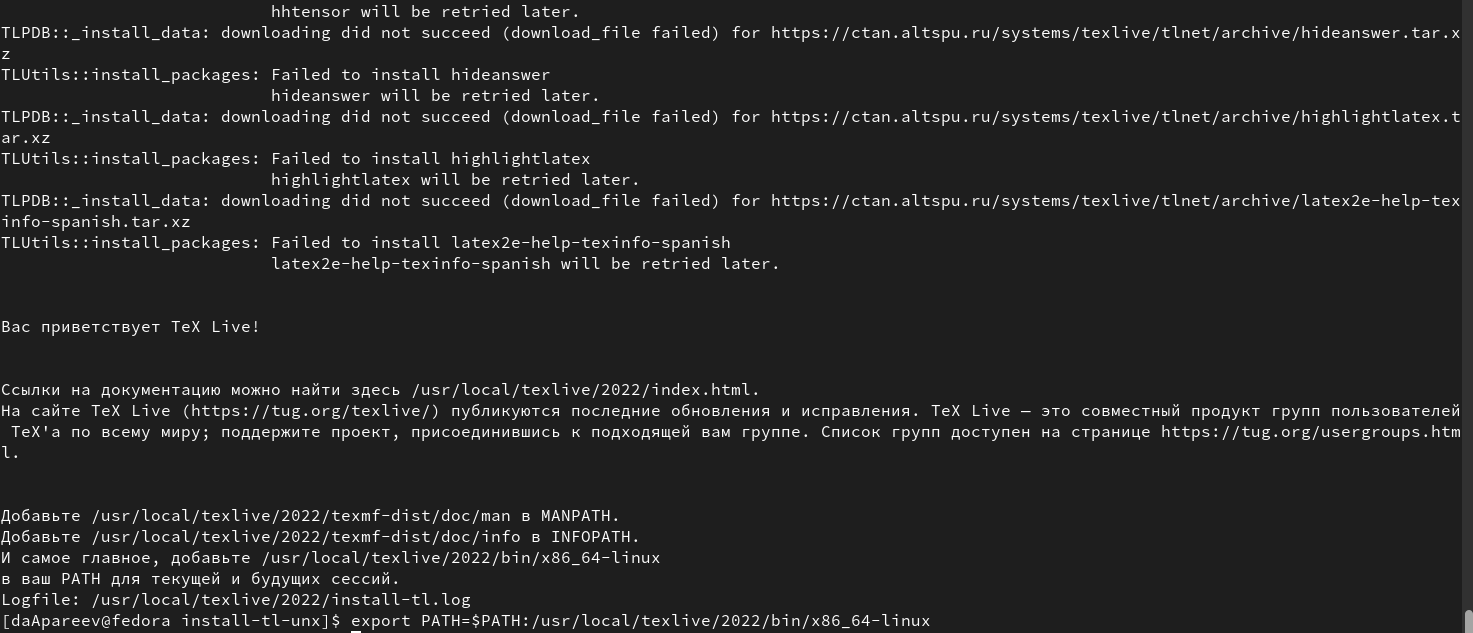 hhtensor will be retried later.
TLPDB::_install_data: downloading did not succeed (download_file failed) for https://ctan.altspu.ru/systems/texlive/tlnet/archive/hideanswer.tar.x
z
TLUtils::install_packages: Failed to install hideanswer
hideanswer will be retried later.
TLPDB::_install_data: downloading did not succeed (download_file failed) for https://ctan.altspu.ru/systems/texlive/tlnet/archive/highlightlatex.t
ar.xz
TLUtils::install_packages: Failed to install highlightlatex
highlightlatex will be retried later.
TLPDB::_install_data: downloading did not succeed (download_file failed) for https://ctan.altspu.ru/systems/texlive/tlnet/archive/latex2e-help-tex
info-spanish.tar.xz
TLUtils::install_packages: Failed to install latex2e-help-texinfo-spanish
latex2e-help-texinfo-spanish will be retried later.
Вас приветствует TeX Live!
Ссылки на документацию можно найти здесь /usr/local/texlive/2022/index.html.
На сайте TeX Live (https://tug.org/texlive/) публикуются последние обновления и исправления. TeX Live — это совместный продукт групп пользователей
TeX'а по всему миру; поддержите проект, присоединившись к подходящей вам группе. Список групп доступен на странице https://tug.org/usergroups.htm
l.
Добавьте /usr/local/texlive/2022/texmf-dist/doc/man в MANPATH.
Добавьте /usr/local/texlive/2022/texmf-dist/doc/info в INFOPATH.
И самое главное, добавьте /usr/local/texlive/2022/bin/x86_64-linux
в ваш PATH для текущей и будущих сессий.
Logfile: /usr/local/texlive/2022/install-tl.log
[daApareev@fedora install-tl-unx]$ export PATH=$PATH:/usr/local/texlive/2022/bin/x86_64-linux